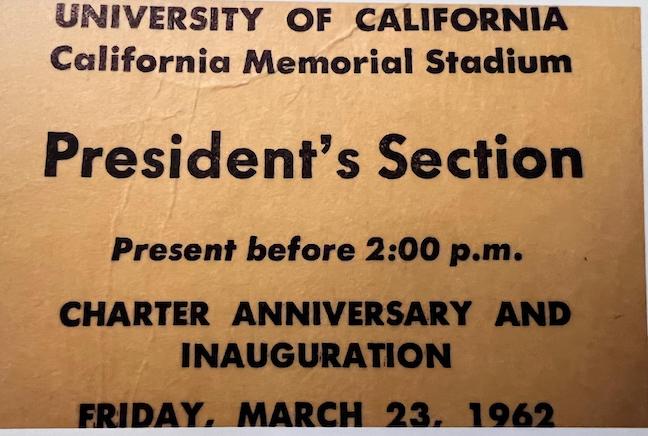 UNIVERSITY OF CALIFORNIA
California Memorial Stadium
President's Section
Present before 2:00 p.m.
CHARTER ANNIVERSARY AND
INAUGURATION
FRIDAY, MARCH 23, 1962